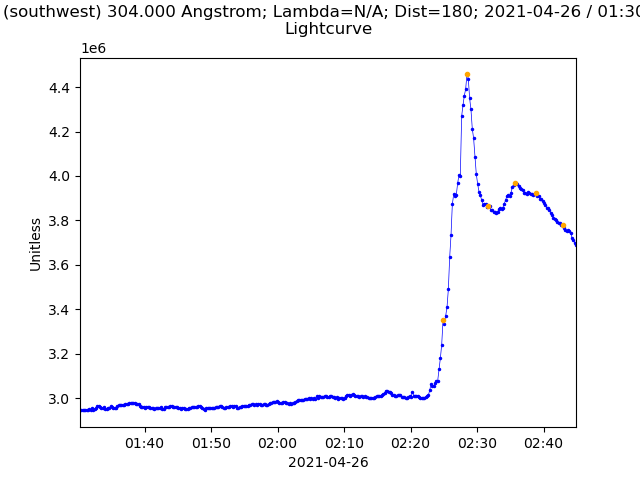 (southwest) 304.000 Angstrom; Lambda=N/A; Dist=180; 2021-04-26 / 01:30
Lightcurve
1e6
4.4
4.2
4.0
3.8
3.6
3.4
3.2
3.0
Unitless
01:40 01:50 02:00 02:10 02:20 02:30 02:40
2021-04-26